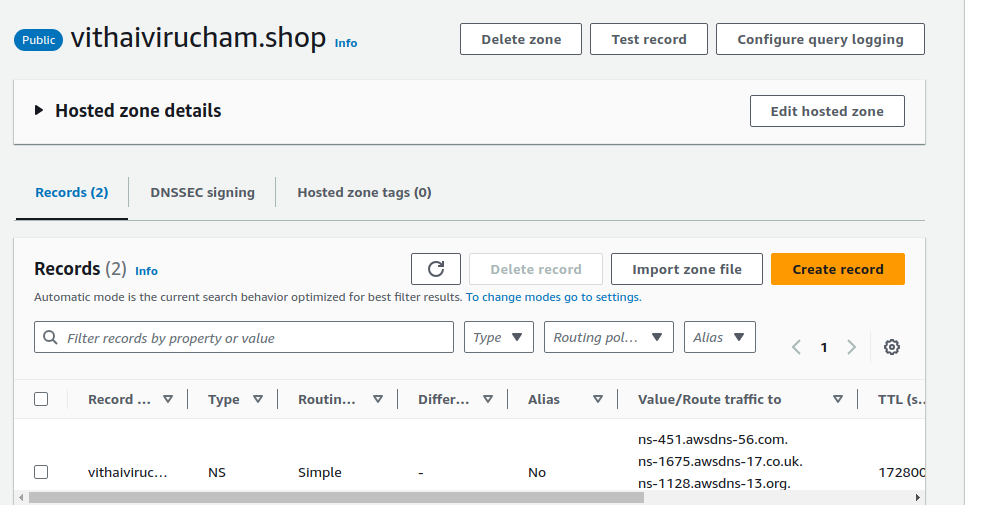 Public vithaivirucham.shop Info Delete zone Test record Configure query logging
Hosted zone details Edit hosted zone
Records (2) DNSSEC signing Hosted zone tags (0)
Records (2) Info Delete record Import zone file Create record
Automatic mode is the current search behavior optimized for best filter results. To change modes go to settings.
Filter records by property or value Type Routing pol... Alias 1
Record ... Type Routin... Differ... Alias Value/Route traffic to TTL (s...
ns-451.awsdns-56.com.
ns-1675.awsdns-17.co.uk.
vithaiviruc... NS Simple - No 172800
ns-1128.awsdns-13.org.